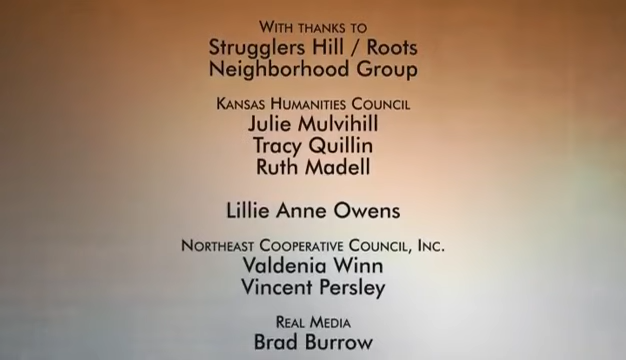 With thanks to
Strugglers Hill / Roots
Neighborhood Group
Kansas Humanities Council
Julie Mulvihill
Tracy Quillin
Ruth Madell
Lillie Anne Owens
Northeast Cooperative Council, Inc.
Valdenia Winn
Vincent Persley
Real Media
Brad Burrow